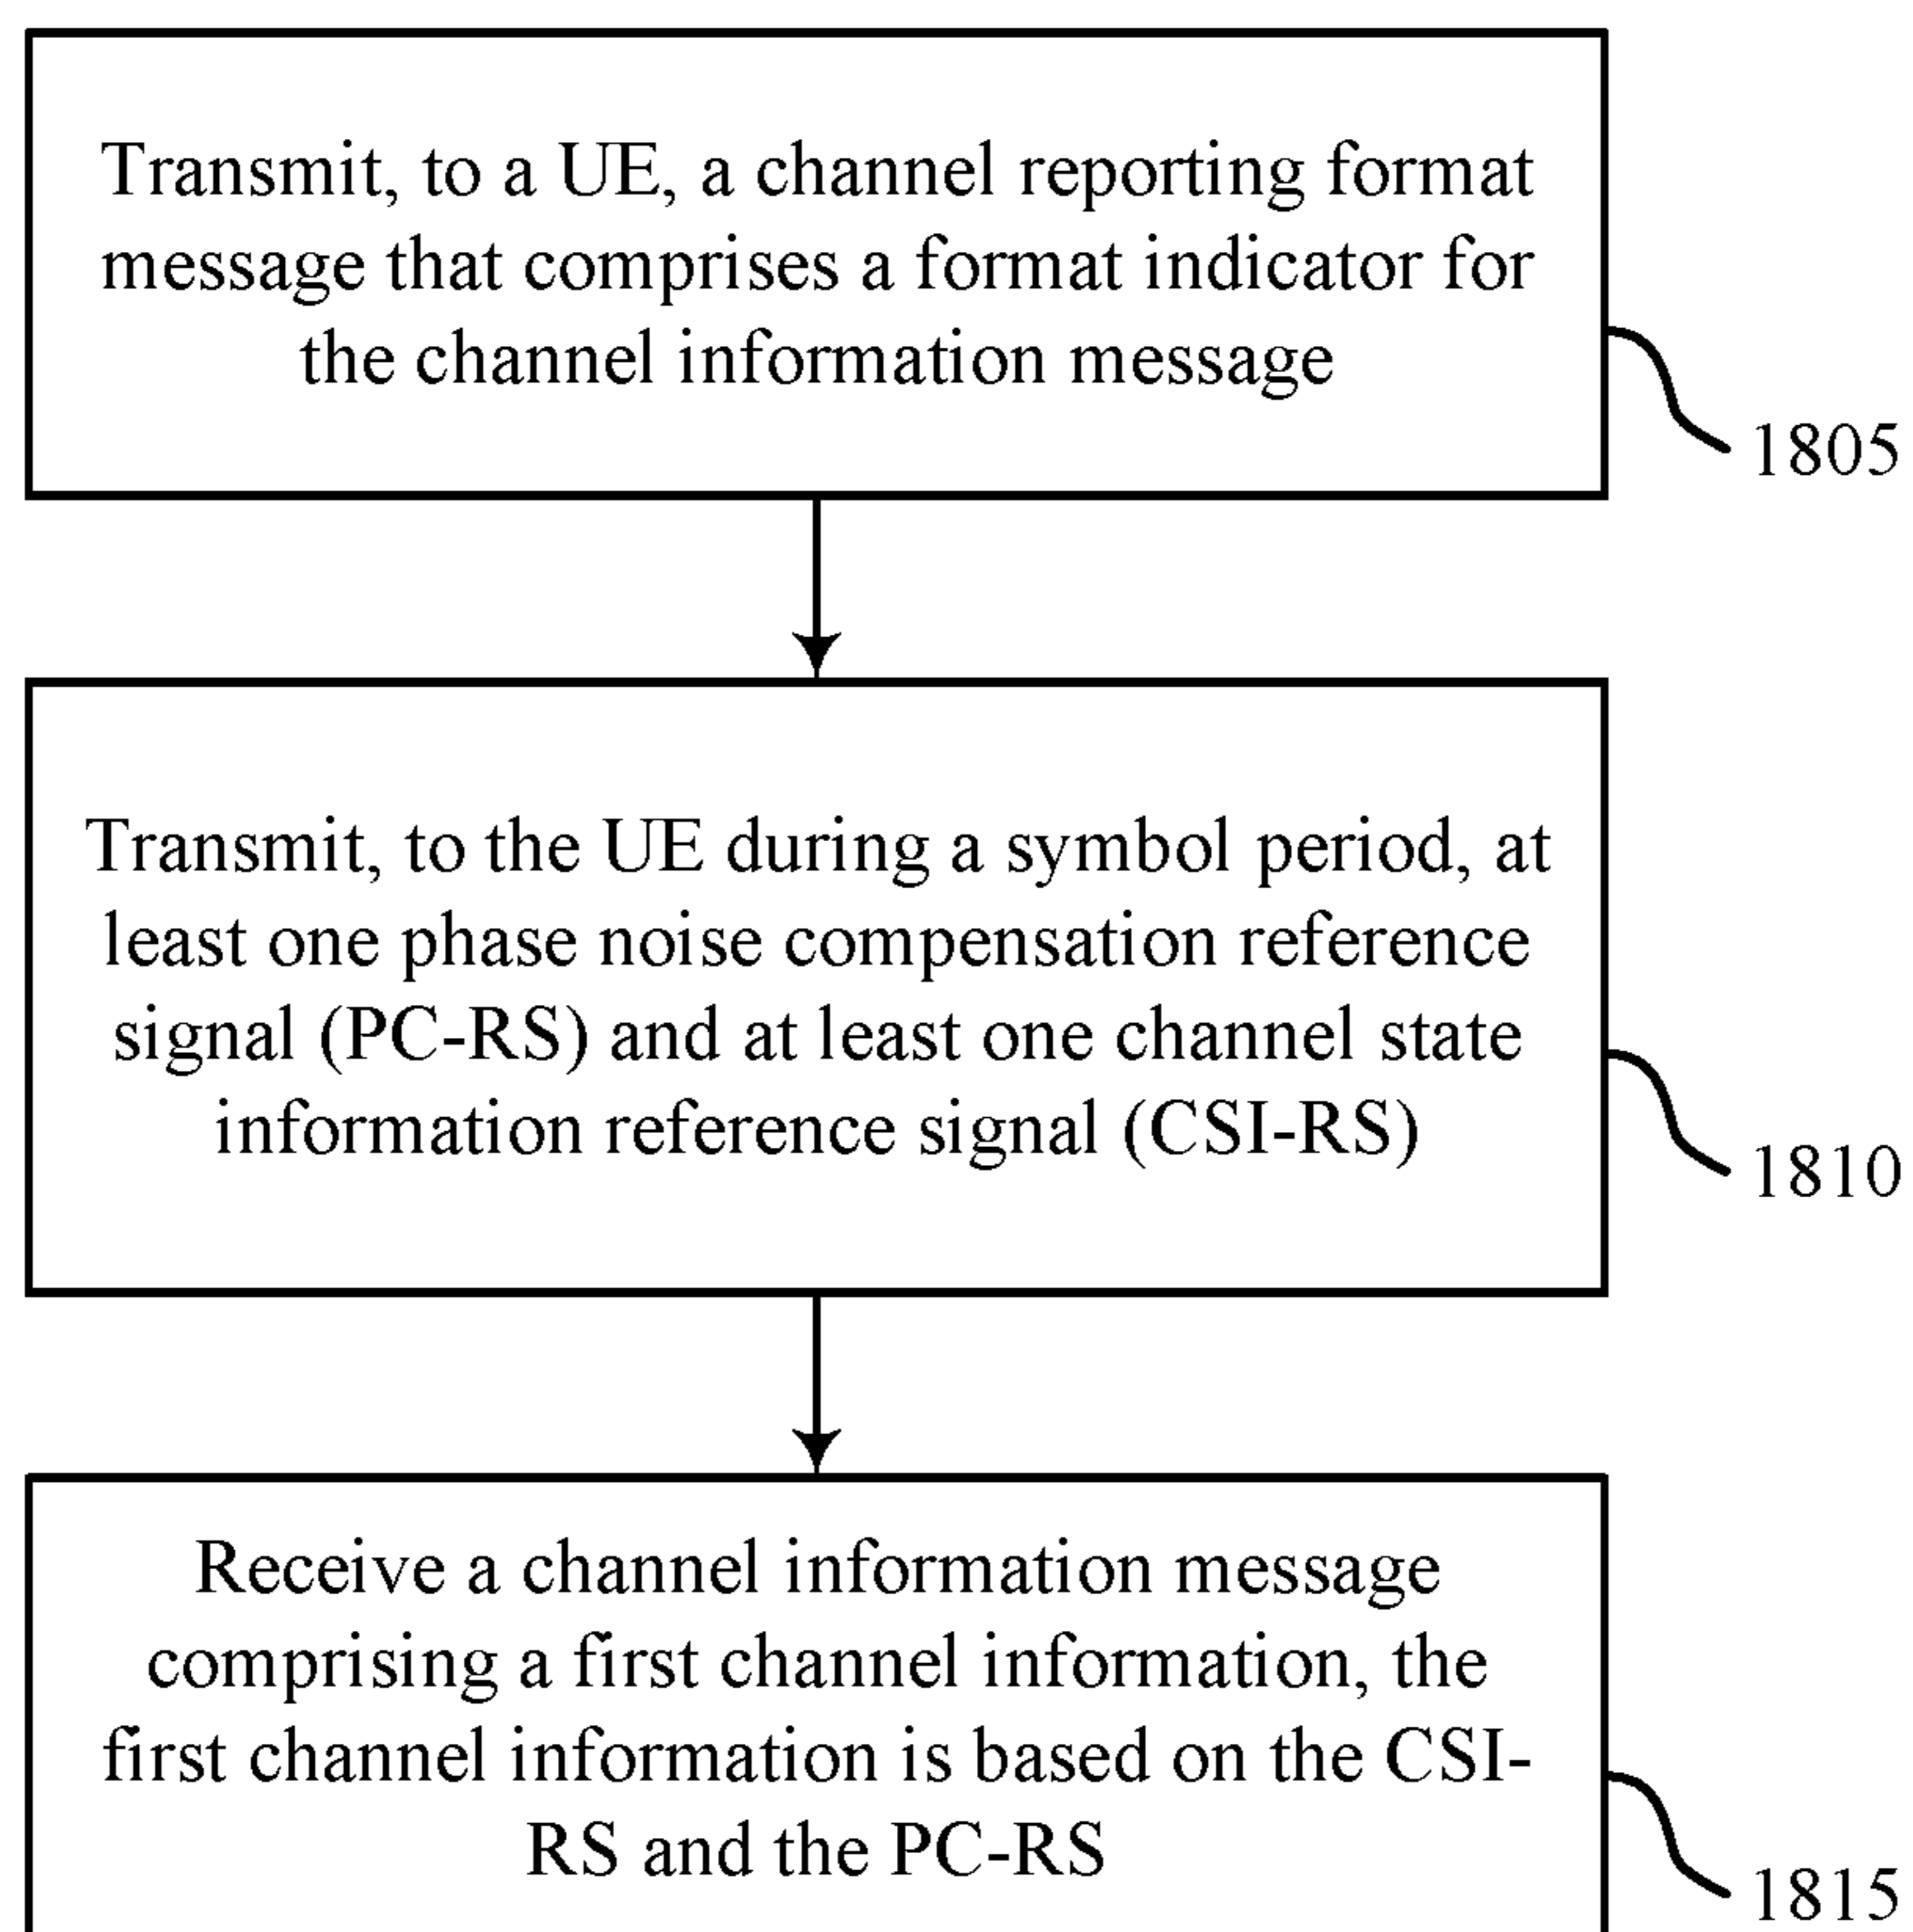 Transmit, to a UE, a channel reporting format
message that comprises a format indicator for
the channel information message
1805
Transmit, to the UE during a symbol period, at
least one phase noise compensation reference
signal (PC-RS) and at least one channel state
information reference signal (CSI-RS)
1810
Receive a channel information message
comprising a first channel information, the
first channel information is based on the CSI-
RS and the PC-RS
1815